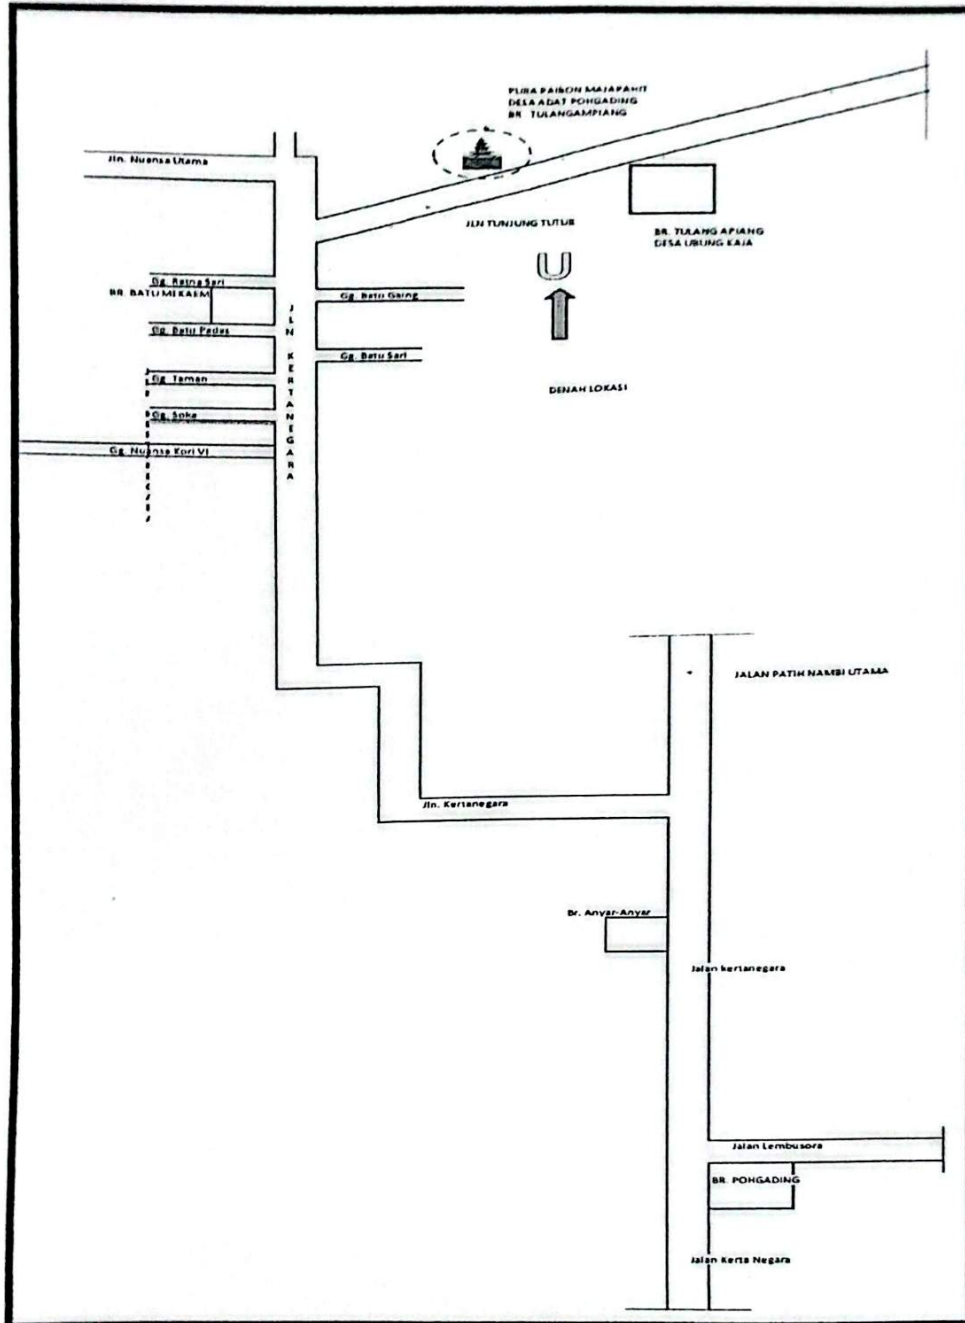 PURA PAIBON MAJAPAHIT
DESA ADAT POHGADING
BR. TULANGAMPIANG
Jln. Nuansa Utama
JLN TUNJUNG TUTUR
BR. TULANG APIANG
DESA UBUNG KAJA
U
Gg. Ratna Sari
BR. BATU MEKAEM
Gg. Batu Gaing
Gg. Batu Padas
JLN KERTANEGARA
Gg. Batu Sari
Gg. Taman
DENAH LOKASI
Gg. Soka
Gg. Nuansa Kori VI
JALAN PATIH NAMBI UTAMA
Jln. Kertanegara
Br. Anyar-Anyar
Jalan kertanegara
Jalan Lembusora
BR. POHGADING
Jalan Kerta Negara